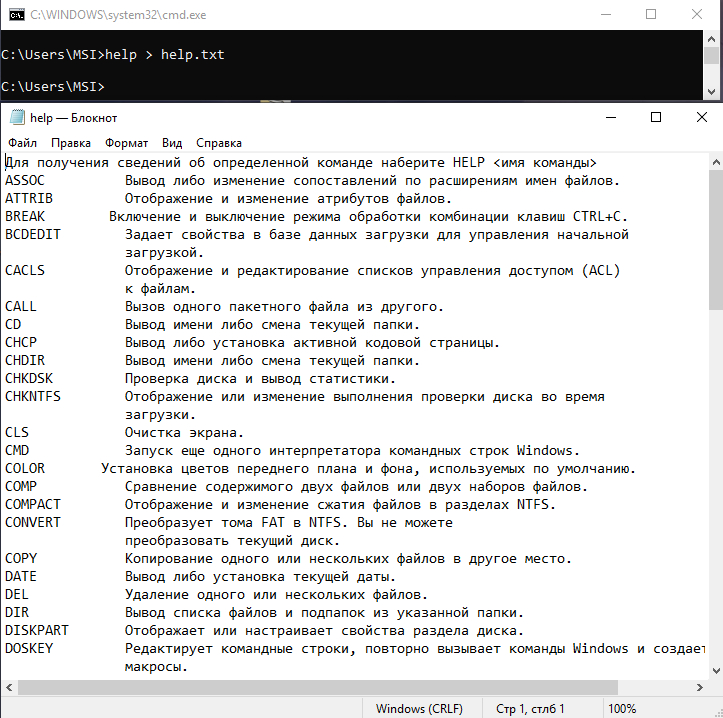 C:\WINDOWS\system32\cmd.exe
C:\Users\MSI>help > help.txt
C:\Users\MSI>
help — Блокнот
Файл Правка Формат Вид Справка
Для получения сведений об определенной команде наберите HELP <имя команды>
ASSOC Вывод либо изменение сопоставлений по расширениям имен файлов.
ATTRIB Отображение и изменение атрибутов файлов.
BREAK Включение и выключение режима обработки комбинации клавиш CTRL+C.
BCDEDIT Задает свойства в базе данных загрузки для управления начальной
загрузкой.
CACLS Отображение и редактирование списков управления доступом (ACL)
к файлам.
CALL Вызов одного пакетного файла из другого.
CD Вывод имени либо смена текущей папки.
CHCP Вывод либо установка активной кодовой страницы.
CHDIR Вывод имени либо смена текущей папки.
CHKDSK Проверка диска и вывод статистики.
CHKNTFS Отображение или изменение выполнения проверки диска во время
загрузки.
CLS Очистка экрана.
CMD Запуск еще одного интерпретатора командных строк Windows.
COLOR Установка цветов переднего плана и фона, используемых по умолчанию.
COMP Сравнение содержимого двух файлов или двух наборов файлов.
COMPACT Отображение и изменение сжатия файлов в разделах NTFS.
CONVERT Преобразует тома FAT в NTFS. Вы не можете
преобразовать текущий диск.
COPY Копирование одного или нескольких файлов в другое место.
DATE Вывод либо установка текущей даты.
DEL Удаление одного или нескольких файлов.
DIR Вывод списка файлов и подпапок из указанной папки.
DISKPART Отображает или настраивает свойства раздела диска.
DOSKEY Редактирует командные строки, повторно вызывает команды Windows и создает
макросы.
Windows (CRLF) Стр 1, стлб 1 100%